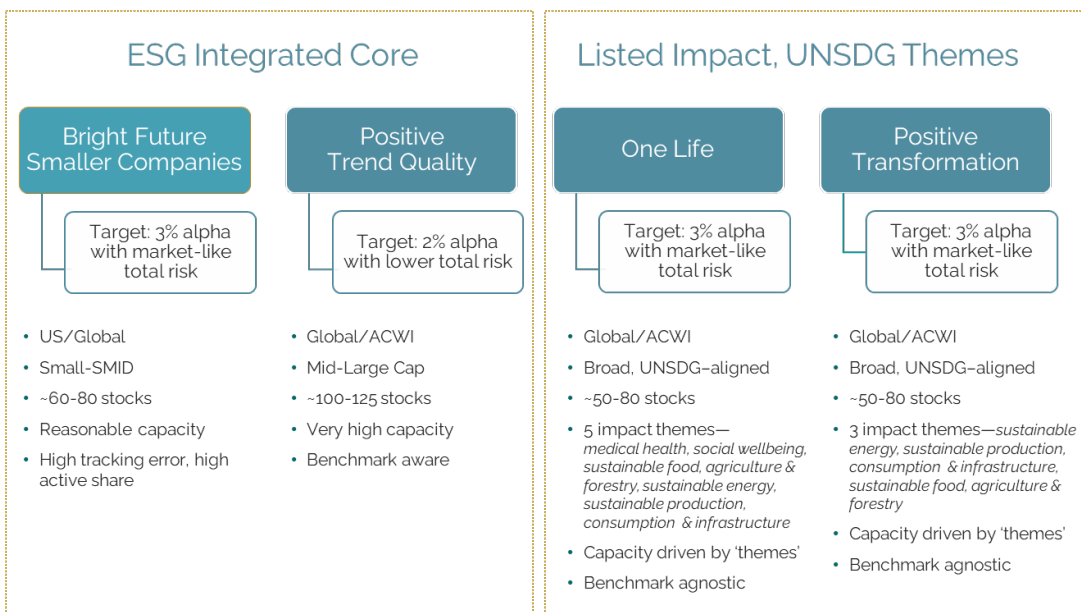 ESG Integrated Core
Bright Future
Smaller Companies
Target: 3% alpha
with market-like
total risk
• US/Global
• Small-SMID
• ~60-80 stocks
• Reasonable capacity
• High tracking error, high
active share
Positive
Trend Quality
Target: 2% alpha
with lower total risk
• Global/ACWI
• Mid-Large Cap
• ~100-125 stocks
• Very high capacity
• Benchmark aware
Listed Impact, UNSDG Themes
One Life
Target: 3% alpha
with market-like
total risk
• Global/ACWI
• Broad, UNSDG–aligned
• ~50-80 stocks
• 5 impact themes—
medical health, social wellbeing,
sustainable food, agriculture &
forestry, sustainable energy,
sustainable production,
consumption & infrastructure
• Capacity driven by ‘themes’
• Benchmark agnostic
Positive
Transformation
Target: 3% alpha
with market-like
total risk
• Global/ACWI
• Broad, UNSDG–aligned
• ~50-80 stocks
• 3 impact themes—sustainable
energy, sustainable production,
consumption & infrastructure,
sustainable food, agriculture &
forestry
• Capacity driven by ‘themes’
• Benchmark agnostic